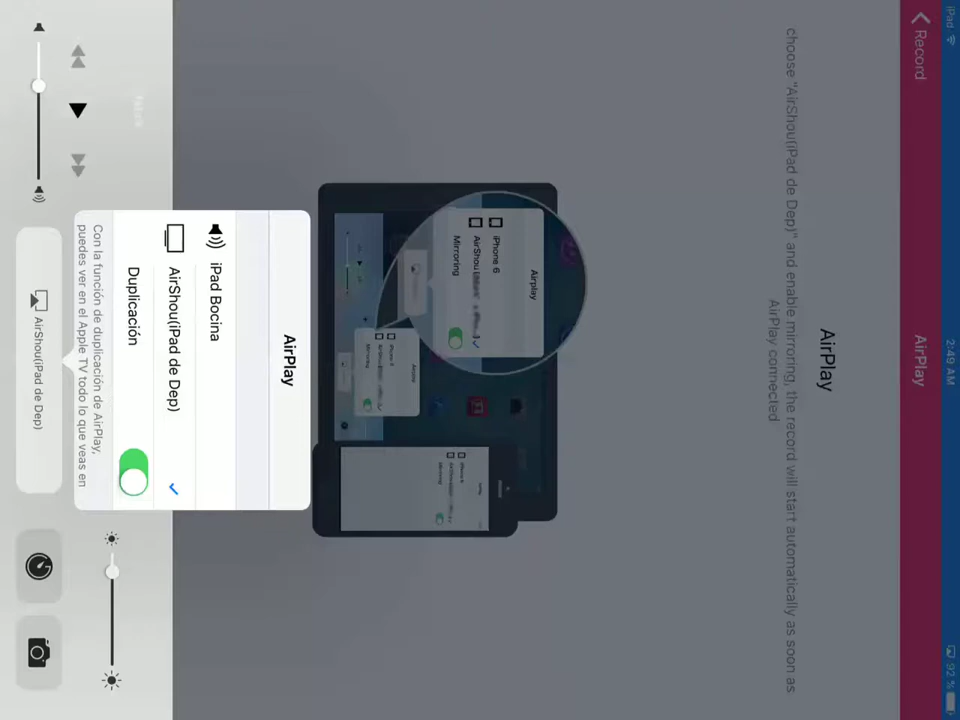 iPad 2:49 AM 92 %
Record AirPlay
AirPlay
choose "AirShou(iPad de Dep)" and enable mirroring, the record will start automatically as soon as
AirPlay connected
Airplay
iPhone 6
Mirroring
AirPlay
iPad Bocina
AirShou(iPad de Dep)
Duplicación
Con la función de duplicación de AirPlay,
puedes ver en el Apple TV todo lo que veas en
AirShou(iPad de Dep)